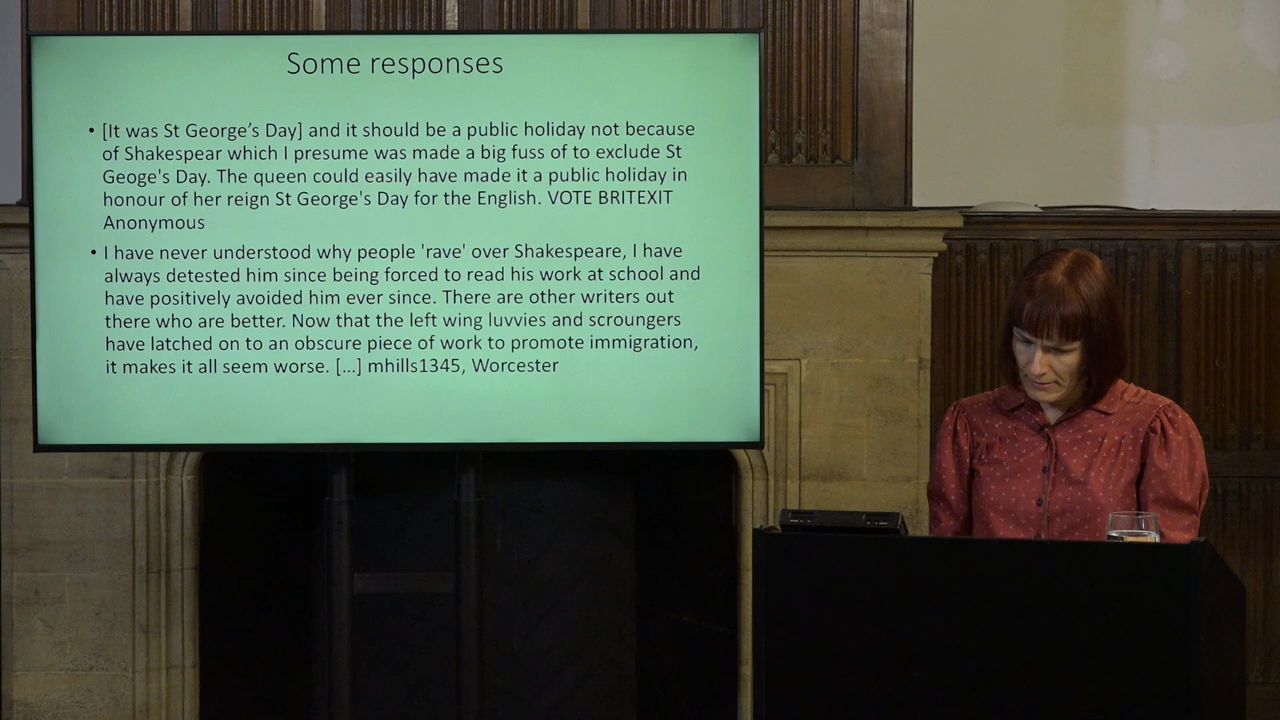 Some responses
• [It was St George’s Day] and it should be a public holiday not because
of Shakespear which I presume was made a big fuss of to exclude St
Geoge's Day. The queen could easily have made it a public holiday in
honour of her reign St George's Day for the English. VOTE BRITEXIT
Anonymous
• I have never understood why people 'rave' over Shakespeare, I have
always detested him since being forced to read his work at school and
have positively avoided him ever since. There are other writers out
there who are better. Now that the left wing luvvies and scroungers
have latched on to an obscure piece of work to promote immigration,
it makes it all seem worse. [...] mhills1345, Worcester